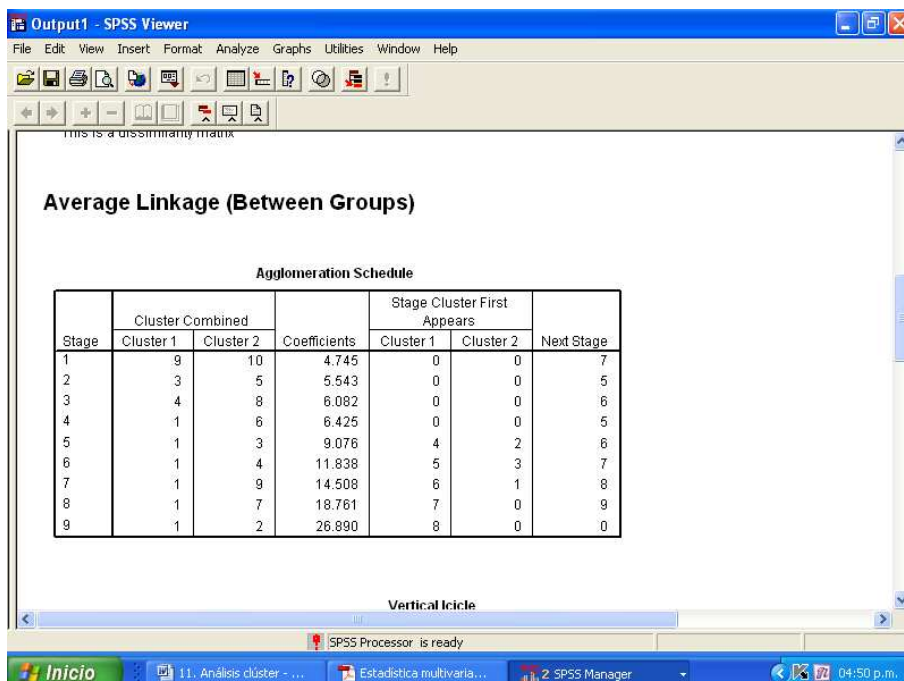 Output1 - SPSS Viewer
File Edit View Insert Format Analyze Graphs Utilities Window Help
This is a dissimilarity matrix
Average Linkage (Between Groups)
Agglomeration Schedule
Stage Cluster Combined Coefficients Stage Cluster First Appears Next Stage
Cluster 1 Cluster 2 Cluster 1 Cluster 2
1 9 10 4.745 0 0 7
2 3 5 5.543 0 0 5
3 4 8 6.082 0 0 6
4 1 6 6.425 0 0 5
5 1 3 9.076 4 2 6
6 1 4 11.838 5 3 7
7 1 9 14.508 6 1 8
8 1 7 18.761 7 0 9
9 1 2 26.890 8 0 0
Vertical Icicle
SPSS Processor is ready
Inicio 11. Análisis clúster - ... Estadística multivaria... 2 SPSS Manager 04:50 p.m.